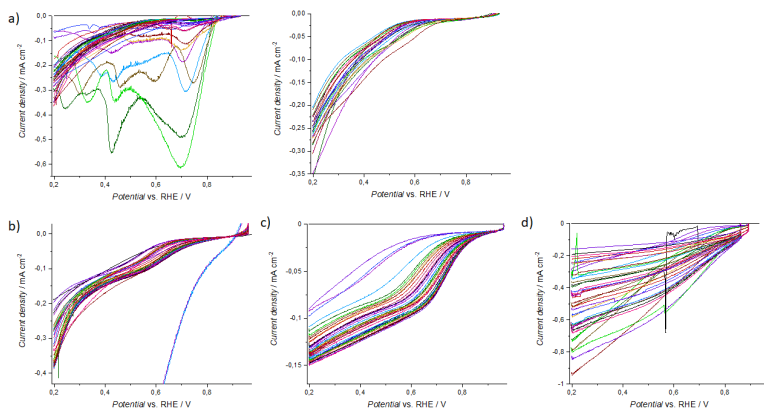 a)
Current density / mA cm⁻²
0,0
-0,1
-0,2
-0,3
-0,4
-0,5
-0,6
0,2 0,4 0,6 0,8
Potential vs. RHE / V
Current density / mA cm⁻²
0,00
-0,05
-0,10
-0,15
-0,20
-0,25
-0,30
-0,35
0,2 0,4 0,6 0,8
Potential vs. RHE / V
b)
Current density / mA cm⁻²
0,0
-0,1
-0,2
-0,3
-0,4
0,2 0,4 0,6 0,8
Potential vs. RHE / V
c)
Current density / mA cm⁻²
0,00
-0,05
-0,10
-0,15
0,2 0,4 0,6 0,8
Potential vs. RHE / V
d)
Current density / mA cm⁻²
0
-0,2
-0,4
-0,6
-0,8
-1
0,2 0,4 0,6 0,8
Potential vs. RHE / V